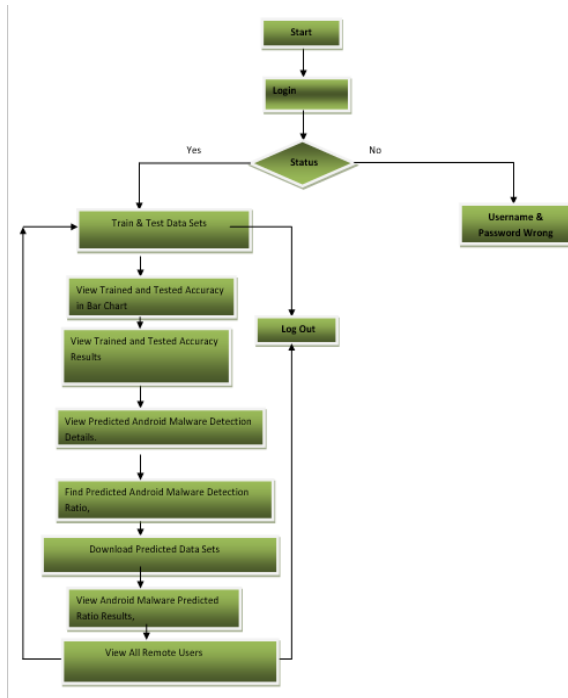 Start
Login
Status
Yes
No
Train & Test Data Sets
Username &
Password Wrong
View Trained and Tested Accuracy
in Bar Chart
Log Out
View Trained and Tested Accuracy
Results
View Predicted Android Malware Detection
Details.
Find Predicted Android Malware Detection
Ratio,
Download Predicted Data Sets
View Android Malware Predicted
Ratio Results,
View All Remote Users